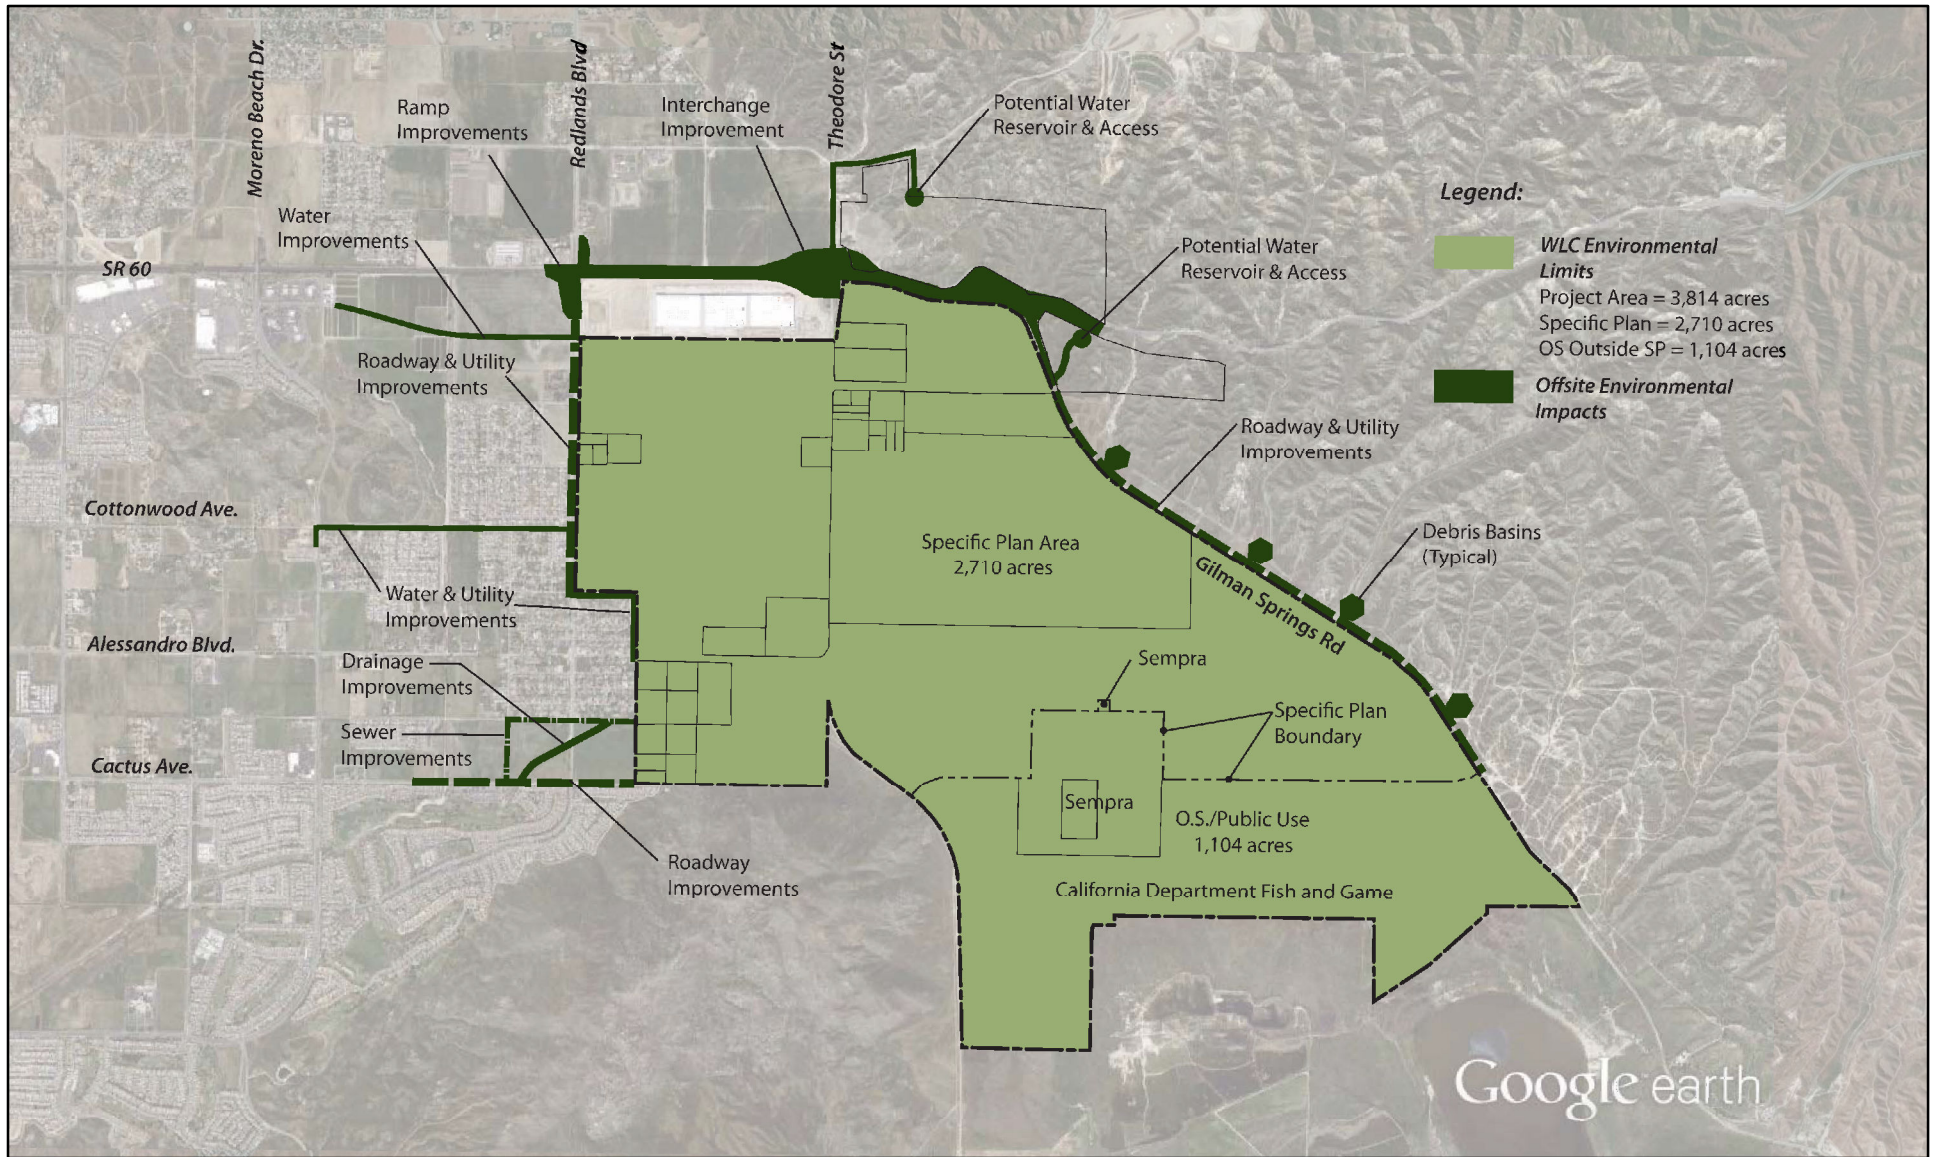 Moreno Beach Dr.
Redlands Blvd
Theodore St
Ramp
Improvements
Interchange
Improvement
Potential Water
Reservoir & Access
Water
Improvements
Potential Water
Reservoir & Access
SR 60
Legend:
WLC Environmental
Limits
Project Area = 3,814 acres
Specific Plan = 2,710 acres
OS Outside SP = 1,104 acres
Offsite Environmental
Impacts
Roadway & Utility
Improvements
Roadway & Utility
Improvements
Cottonwood Ave.
Specific Plan Area
2,710 acres
Debris Basins
(Typical)
Gilman Springs Rd
Water & Utility
Improvements
Alessandro Blvd.
Drainage
Improvements
Sempra
Specific Plan
Boundary
Sewer
Improvements
Cactus Ave.
Sempra
O.S./Public Use
1,104 acres
Roadway
Improvements
California Department Fish and Game
Google earth